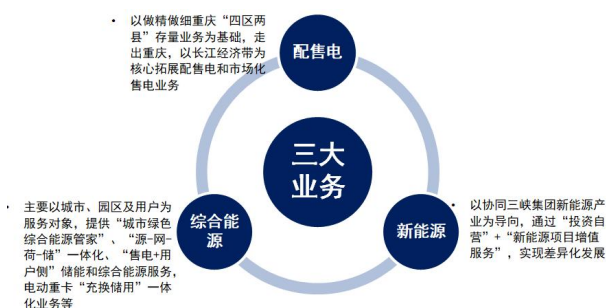 • 以做精做细重庆“四区两
县”存量业务为基础，走
出重庆，以长江经济带为
核心拓展配售电和市场化
售电业务
配售电
三大
业务
• 主要以城市、园区及用户为
服务对象，提供“城市绿色
综合能源管家”、“源-网-
荷-储”一体化、“售电+用
户侧”储能和综合能源服务，
电动重卡“充换储用”一体
化业务等
综合能
源
新能源
• 以协同三峡集团新能源产
业为导向，通过“投资自
营”+“新能源项目增值
服务”，实现差异化发展